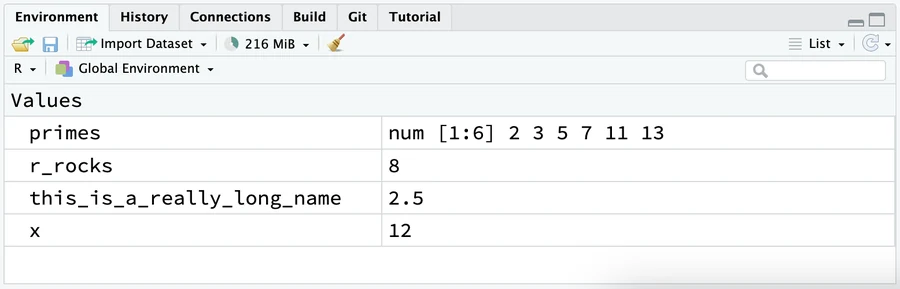 Environment History Connections Build Git Tutorial
Import Dataset 216 MiB List
R Global Environment
Values
primes num [1:6] 2 3 5 7 11 13
r_rocks 8
this_is_a_really_long_name 2.5
x 12